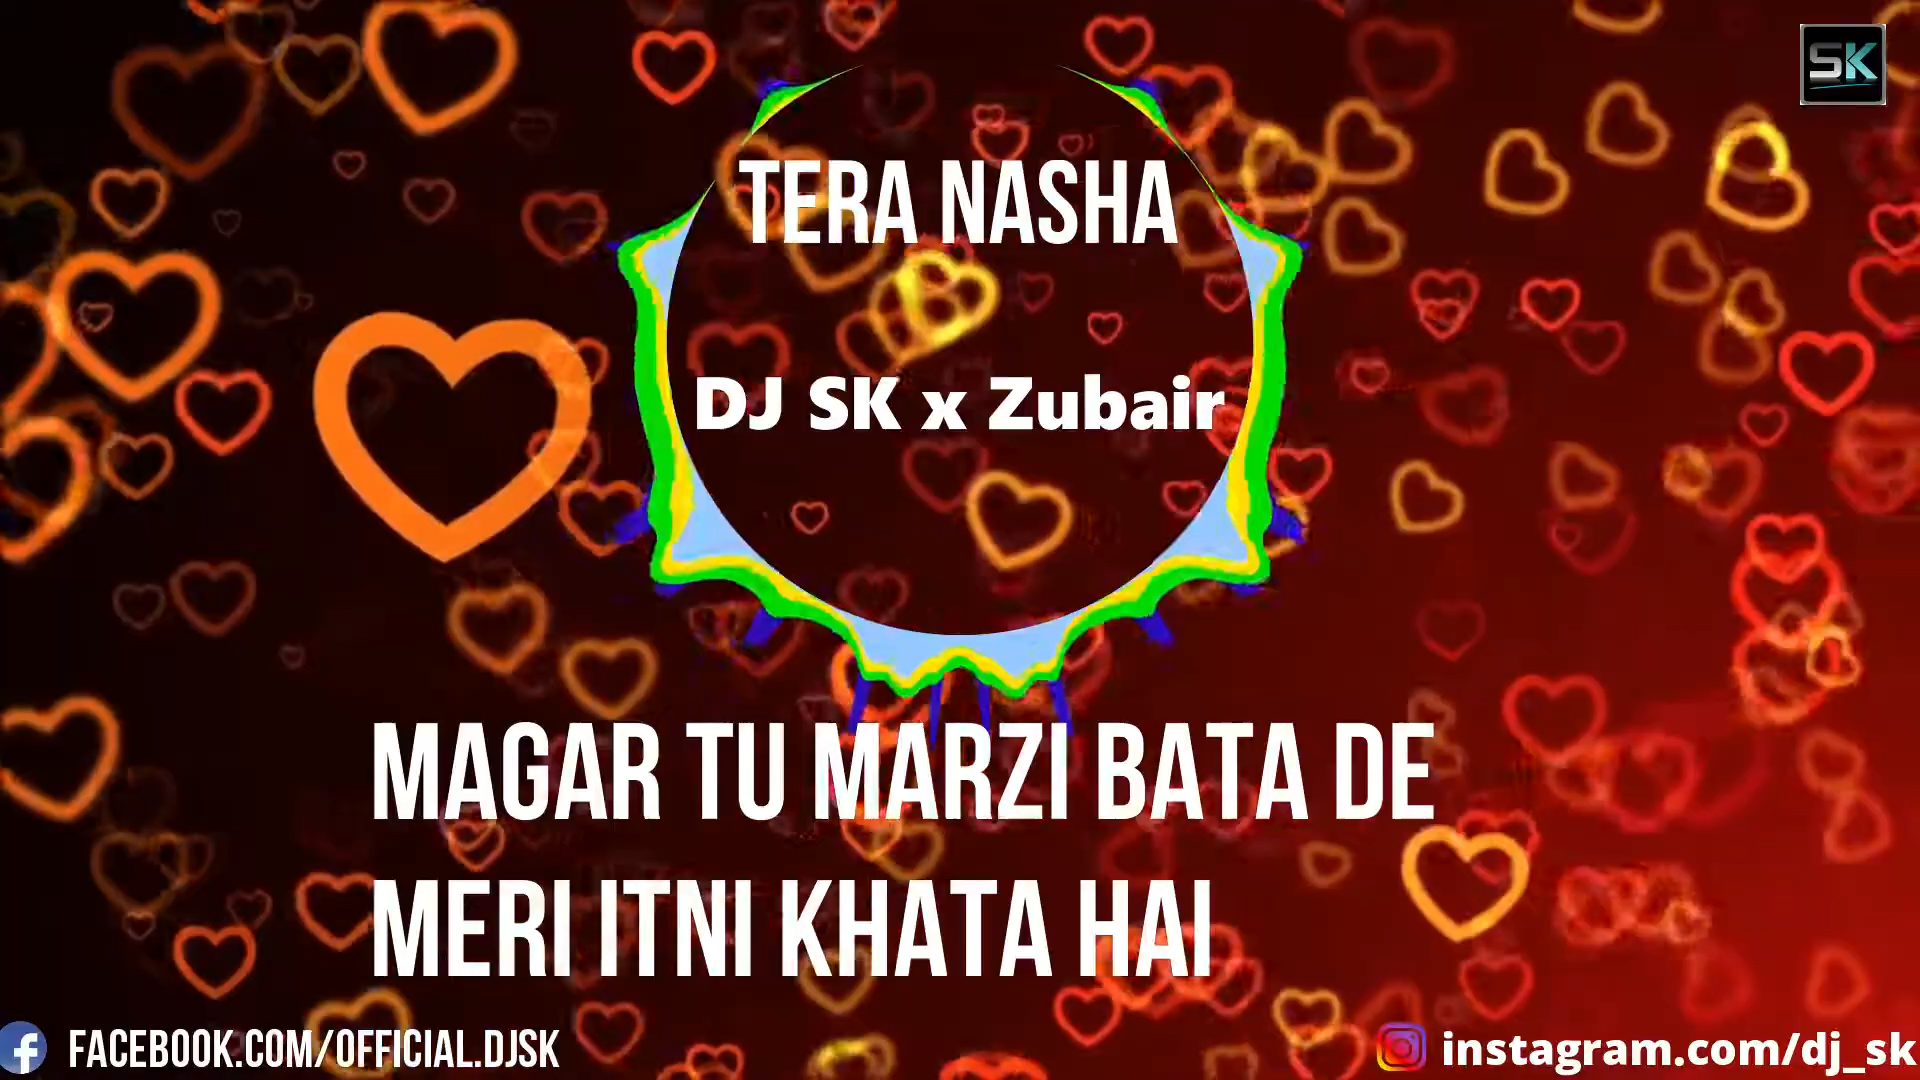 SK
TERA NASHA
DJ SK x Zubair
MAGAR TU MARZI BATA DE
MERI ITNI KHATA HAI
FACEBOOK.COM/OFFICIAL.DJSK
instagram.com/dj_sk